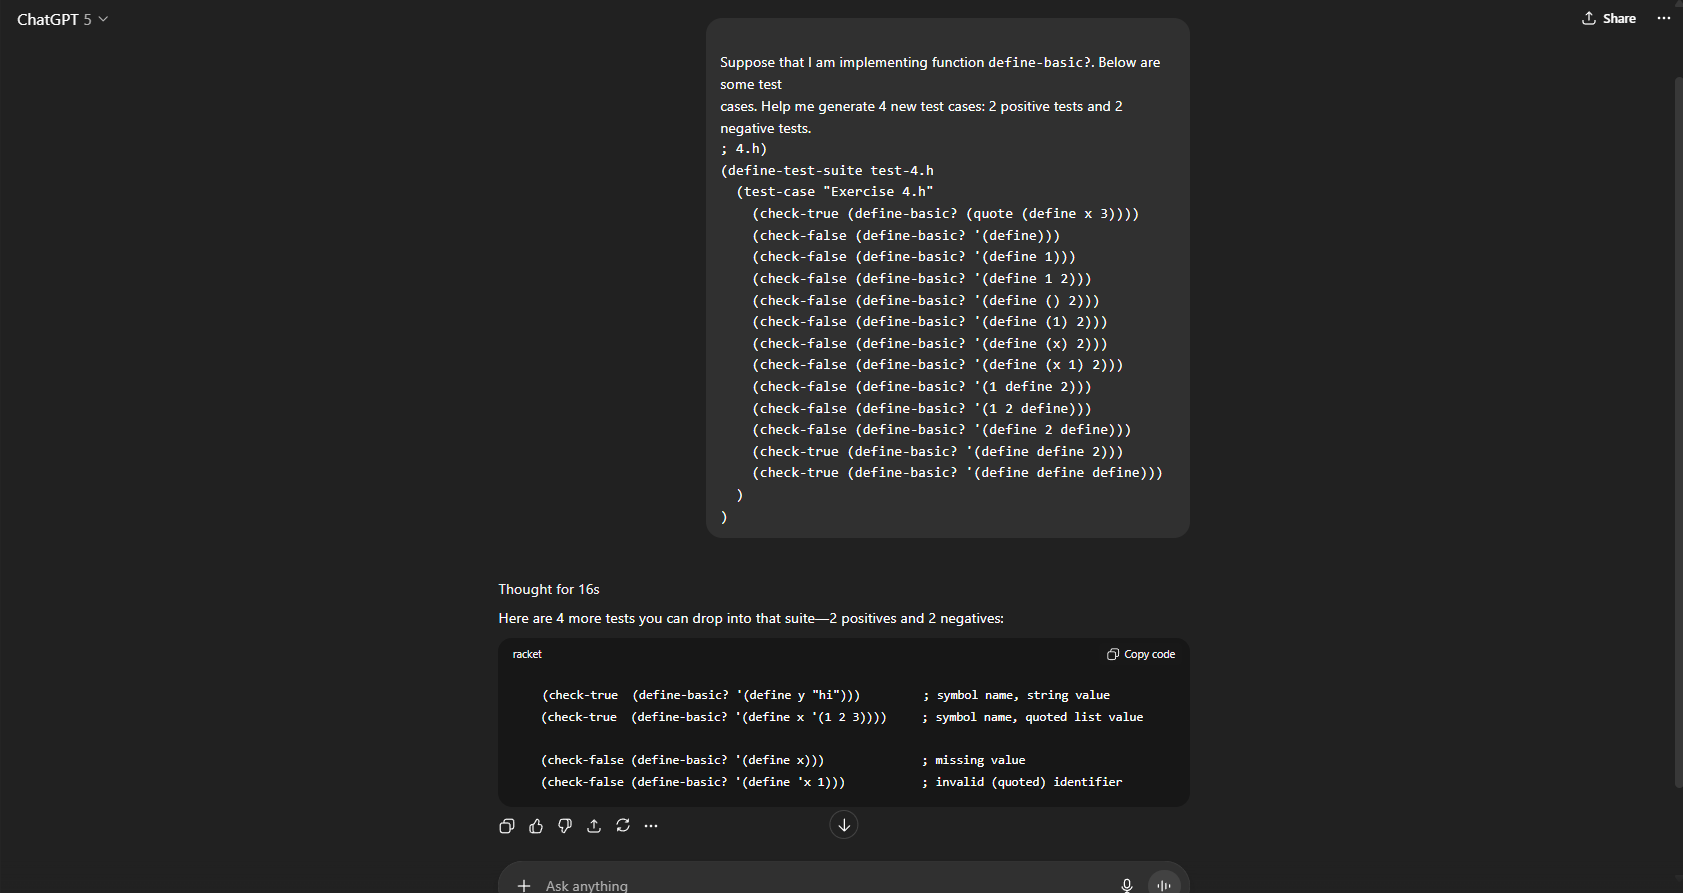 ChatGPT 5
Share
Suppose that I am implementing function define-basic?. Below are
some test
cases. Help me generate 4 new test cases: 2 positive tests and 2
negative tests.
; 4.h)
(define-test-suite test-4.h
  (test-case "Exercise 4.h"
    (check-true (define-basic? (quote (define x 3))))
    (check-false (define-basic? '(define)))
    (check-false (define-basic? '(define 1)))
    (check-false (define-basic? '(define 1 2)))
    (check-false (define-basic? '(define () 2)))
    (check-false (define-basic? '(define (1) 2)))
    (check-false (define-basic? '(define (x) 2)))
    (check-false (define-basic? '(define (x 1) 2)))
    (check-false (define-basic? '(1 define 2)))
    (check-false (define-basic? '(1 2 define)))
    (check-false (define-basic? '(define 2 define)))
    (check-true (define-basic? '(define define 2)))
    (check-true (define-basic? '(define define define)))
  )
)
Thought for 16s
Here are 4 more tests you can drop into that suite—2 positives and 2 negatives:
racket
Copy code
(check-true  (define-basic? '(define y "hi")))        ; symbol name, string value
(check-true  (define-basic? '(define x '(1 2 3))))    ; symbol name, quoted list value
(check-false (define-basic? '(define x)))            ; missing value
(check-false (define-basic? '(define 'x 1)))         ; invalid (quoted) identifier
Ask anything